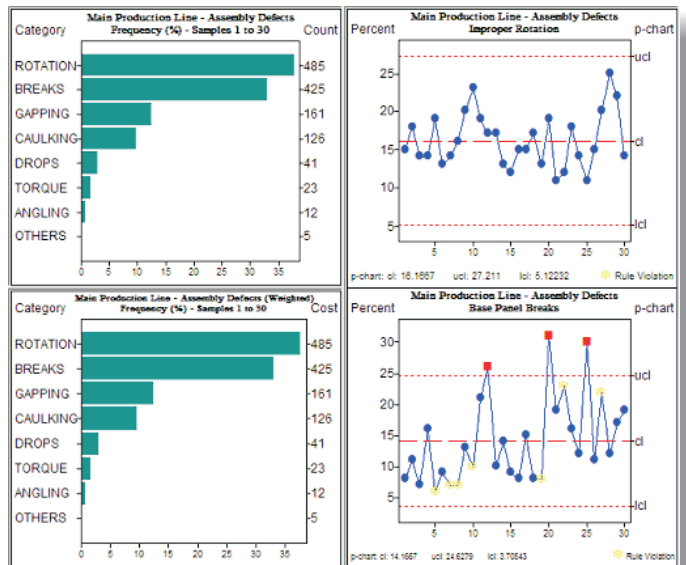 Main Production Line - Assembly Defects
Category Frequency (%) - Samples 1 to 30 Count
ROTATION 485
BREAKS 425
GAPPING 161
CAULKING 126
DROPS 41
TORQUE 23
ANGLING 12
OTHERS 5
0 5 10 15 20 25 30 35
Main Production Line - Assembly Defects
Percent Improper Rotation p-chart
ucl
25
20
cl
15
10
5 lcl
5 10 15 20 25 30
p-chart: cl: 16.1667 ucl: 27.211 lcl: 5.12232 Rule Violation
Category Main Production Line - Assembly Defects (Weighted) Cost
Frequency (%) - Samples 1 to 30
ROTATION 485
BREAKS 425
GAPPING 161
CAULKING 126
DROPS 41
TORQUE 23
ANGLING 12
OTHERS 5
0 5 10 15 20 25 30 35
Main Production Line - Assembly Defects
Percent Base Panel Breaks p-chart
30
25 ucl
20
15 cl
10
5 lcl
5 10 15 20 25 30
p-chart: cl: 14.1667 ucl: 24.6279 lcl: 3.70543 Rule Violation